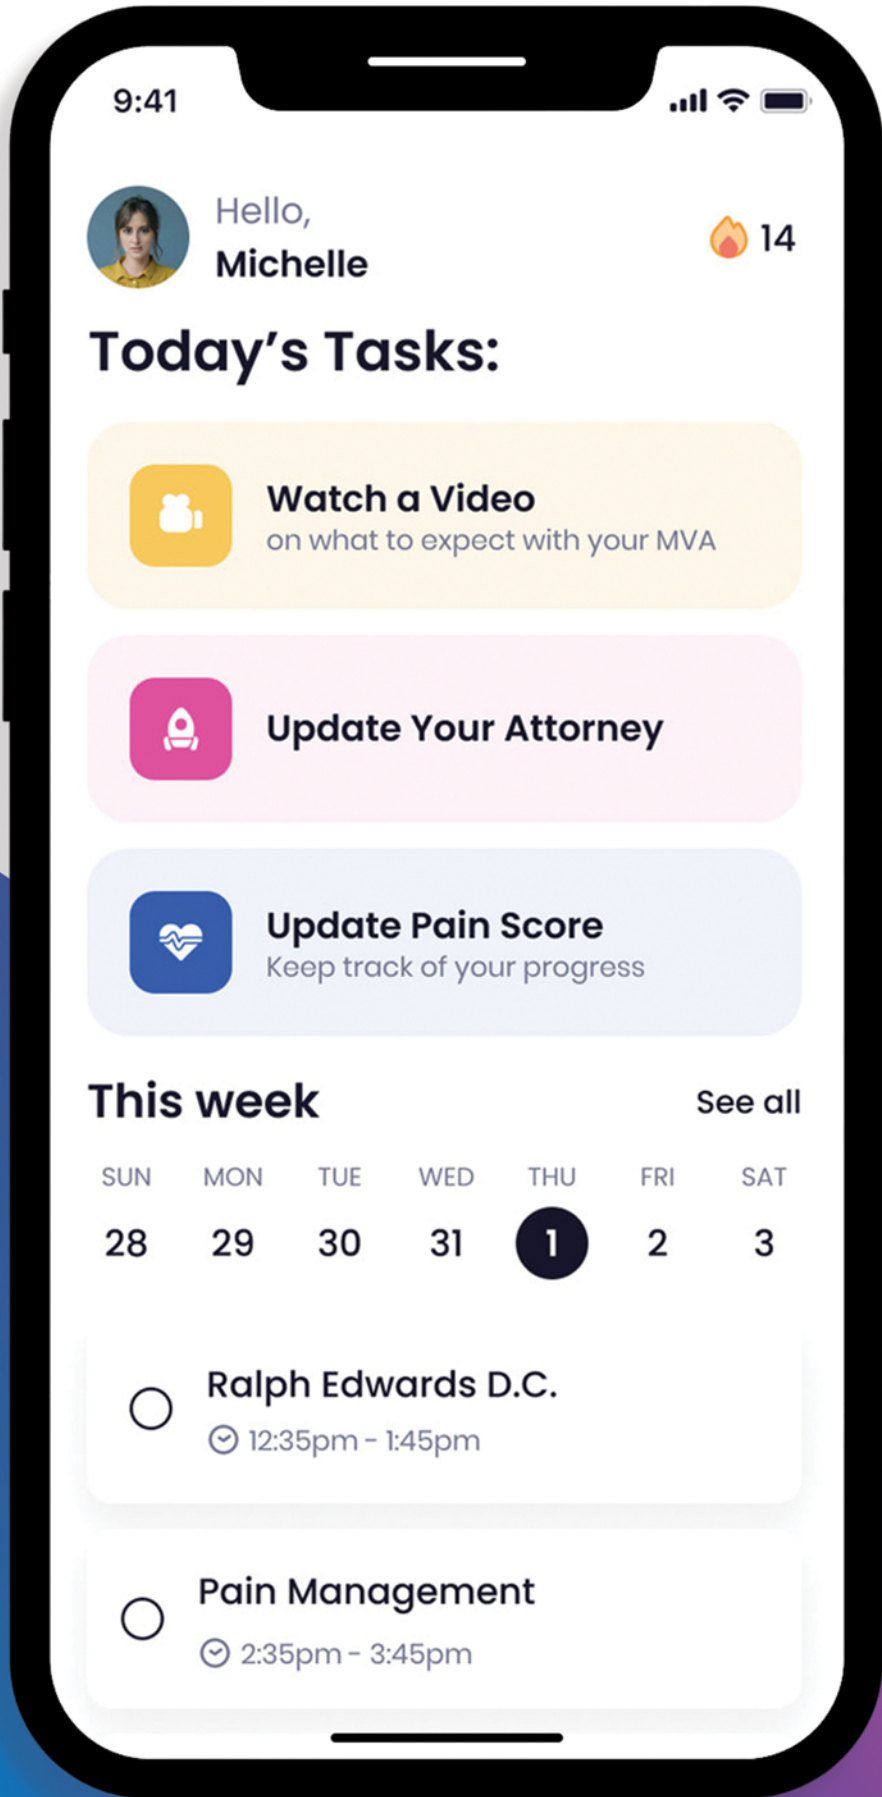 9:41
Hello,
Michelle
14
Today's Tasks:
Watch a Video
on what to expect with your MVA
Update Your Attorney
Update Pain Score
Keep track of your progress
This week
See all
SUN MON TUE WED THU FRI SAT
28 29 30 31 1 2 3
Ralph Edwards D.C.
12:35pm - 1:45pm
Pain Management
2:35pm - 3:45pm